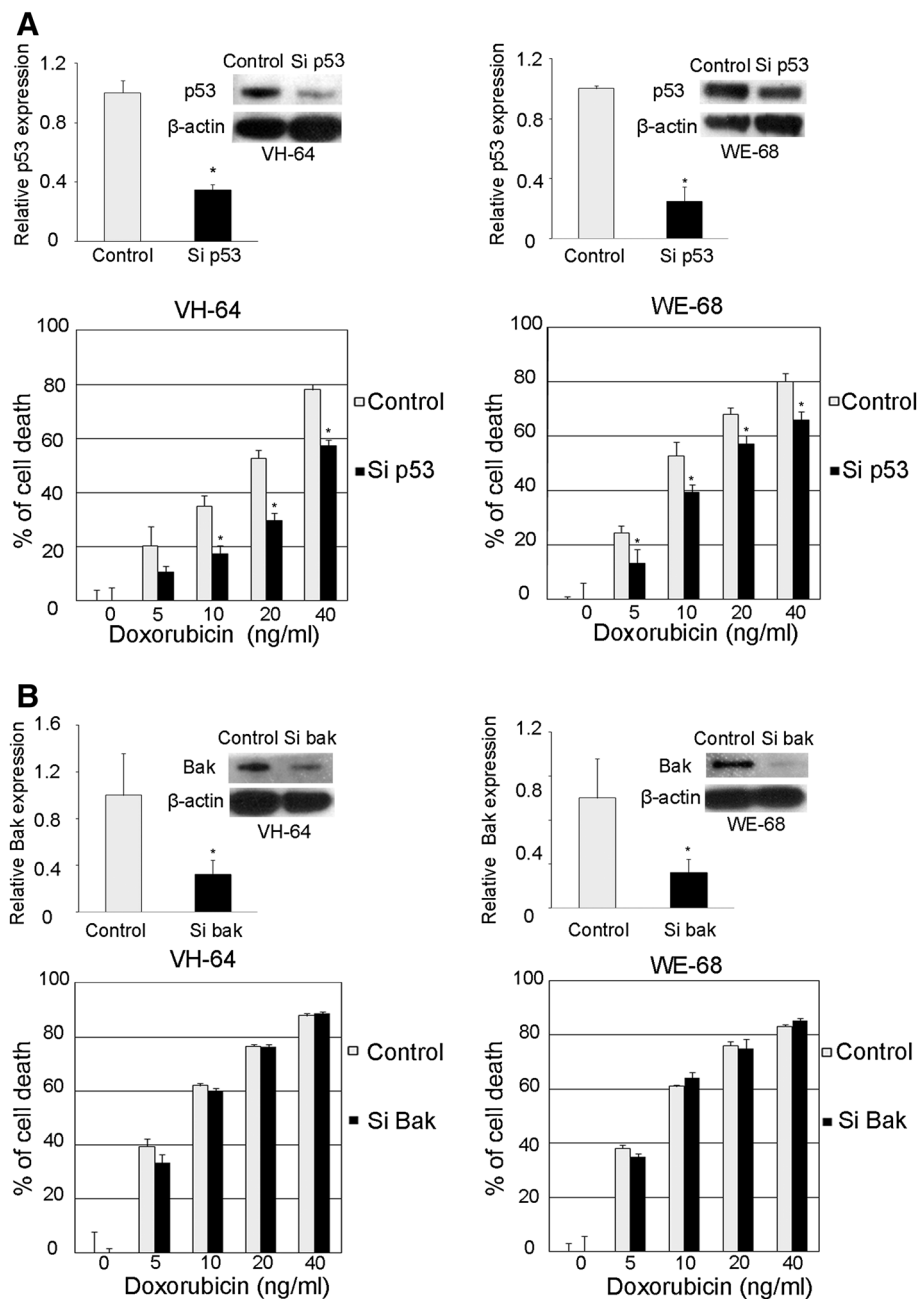 A
Relative p53 expression
1.2
0.8
0.4
0
Control Si p53
p53
β-actin
VH-64
*
Control Si p53
Relative p53 expression
1.2
0.8
0.4
0
Control Si p53
p53
β-actin
WE-68
*
Control Si p53
VH-64
% of cell death
100
80
60
40
20
0
* * *
0 5 10 20 40
Doxorubicin (ng/ml)
Control
Si p53
WE-68
% of cell death
100
80
60
40
20
0
* * * *
0 5 10 20 40
Doxorubicin (ng/ml)
Control
Si p53
B
Relative Bak expression
1.6
1.2
0.8
0.4
0
Control Si bak
Bak
β-actin
VH-64
*
Control Si bak
Relative Bak expression
1.2
0.8
0.4
0
Control Si bak
Bak
β-actin
WE-68
*
Control Si bak
VH-64
% of cell death
100
80
60
40
20
0
0 5 10 20 40
Doxorubicin (ng/ml)
Control
Si Bak
WE-68
% of cell death
100
80
60
40
20
0
0 5 10 20 40
Doxorubicin (ng/ml)
Control
Si Bak